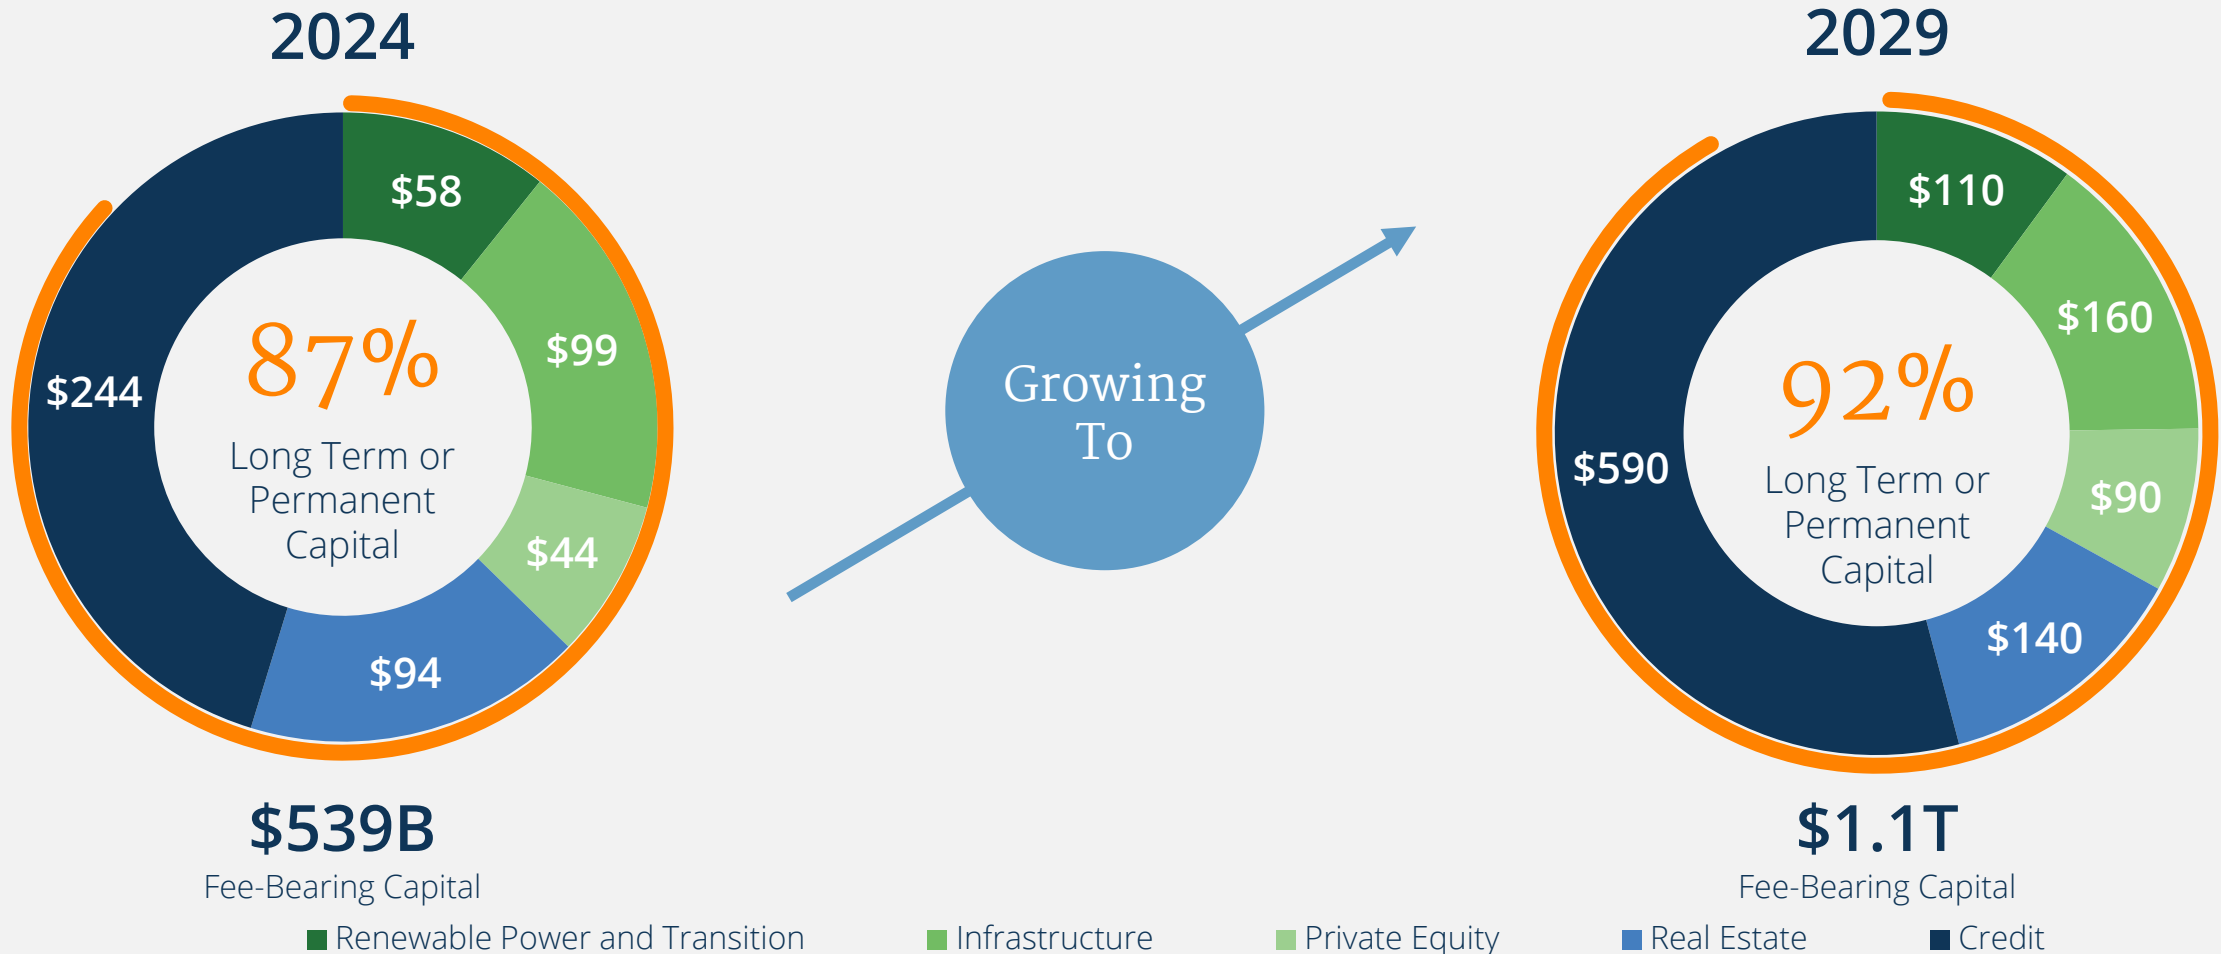 2024
$58
$99
$44
$94
$244
87%
Long Term or
Permanent
Capital
$539B
Fee-Bearing Capital
Growing
To
2029
$110
$160
$90
$140
$590
92%
Long Term or
Permanent
Capital
$1.1T
Fee-Bearing Capital
Renewable Power and Transition
Infrastructure
Private Equity
Real Estate
Credit